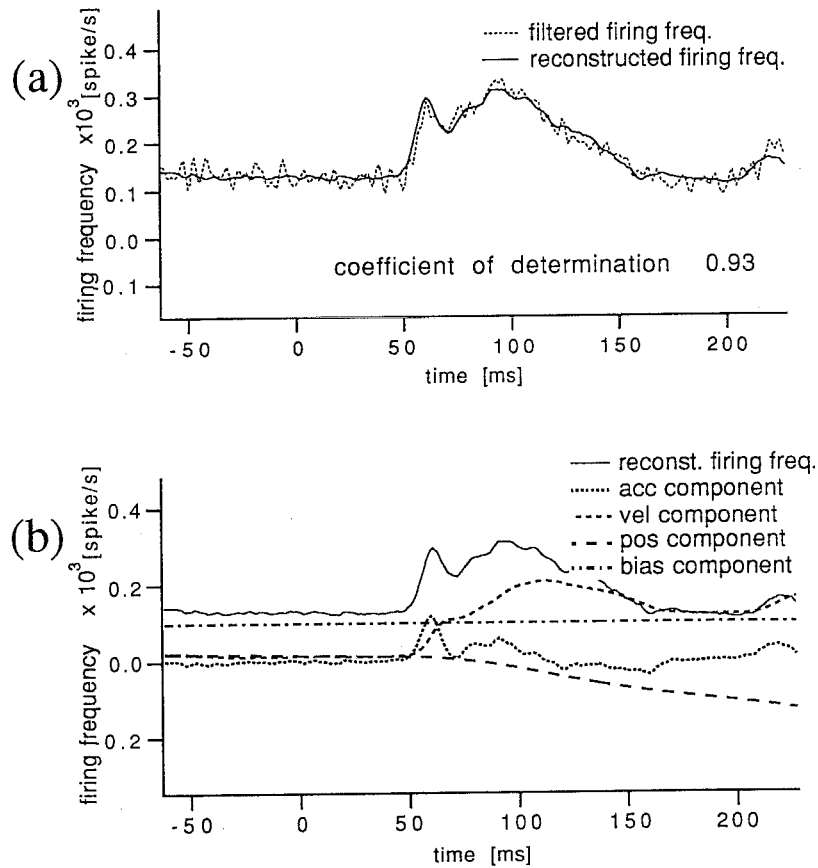 (a)
filtered firing freq.
reconstructed firing freq.
firing frequency x10³[spike/s]
0.4
0.3
0.2
0.1
0.0
0.1
coefficient of determination 0.93
-50 0 50 100 150 200
time [ms]
(b)
reconst. firing freq.
acc component
vel component
pos component
bias component
firing frequency x 10³ [spike/s]
0.4
0.2
0.0
0.2
-50 0 50 100 150 200
time [ms]